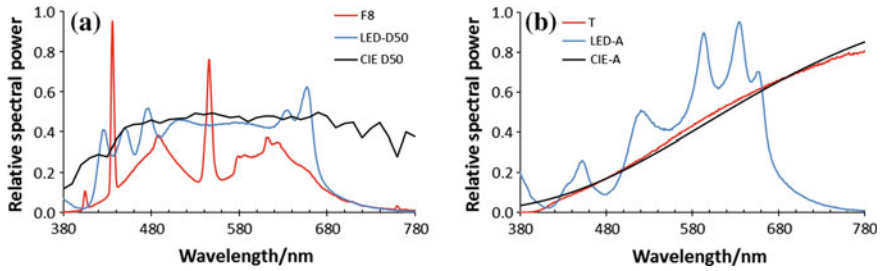 (a)
F8
LED-D50
CIE D50
Relative spectral power
1.0
0.8
0.6
0.4
0.2
0.0
380
480
580
680
780
Wavelength/nm
(b)
T
LED-A
CIE-A
Relative spectral power
1.0
0.8
0.6
0.4
0.2
0.0
380
480
580
680
780
Wavelength/nm